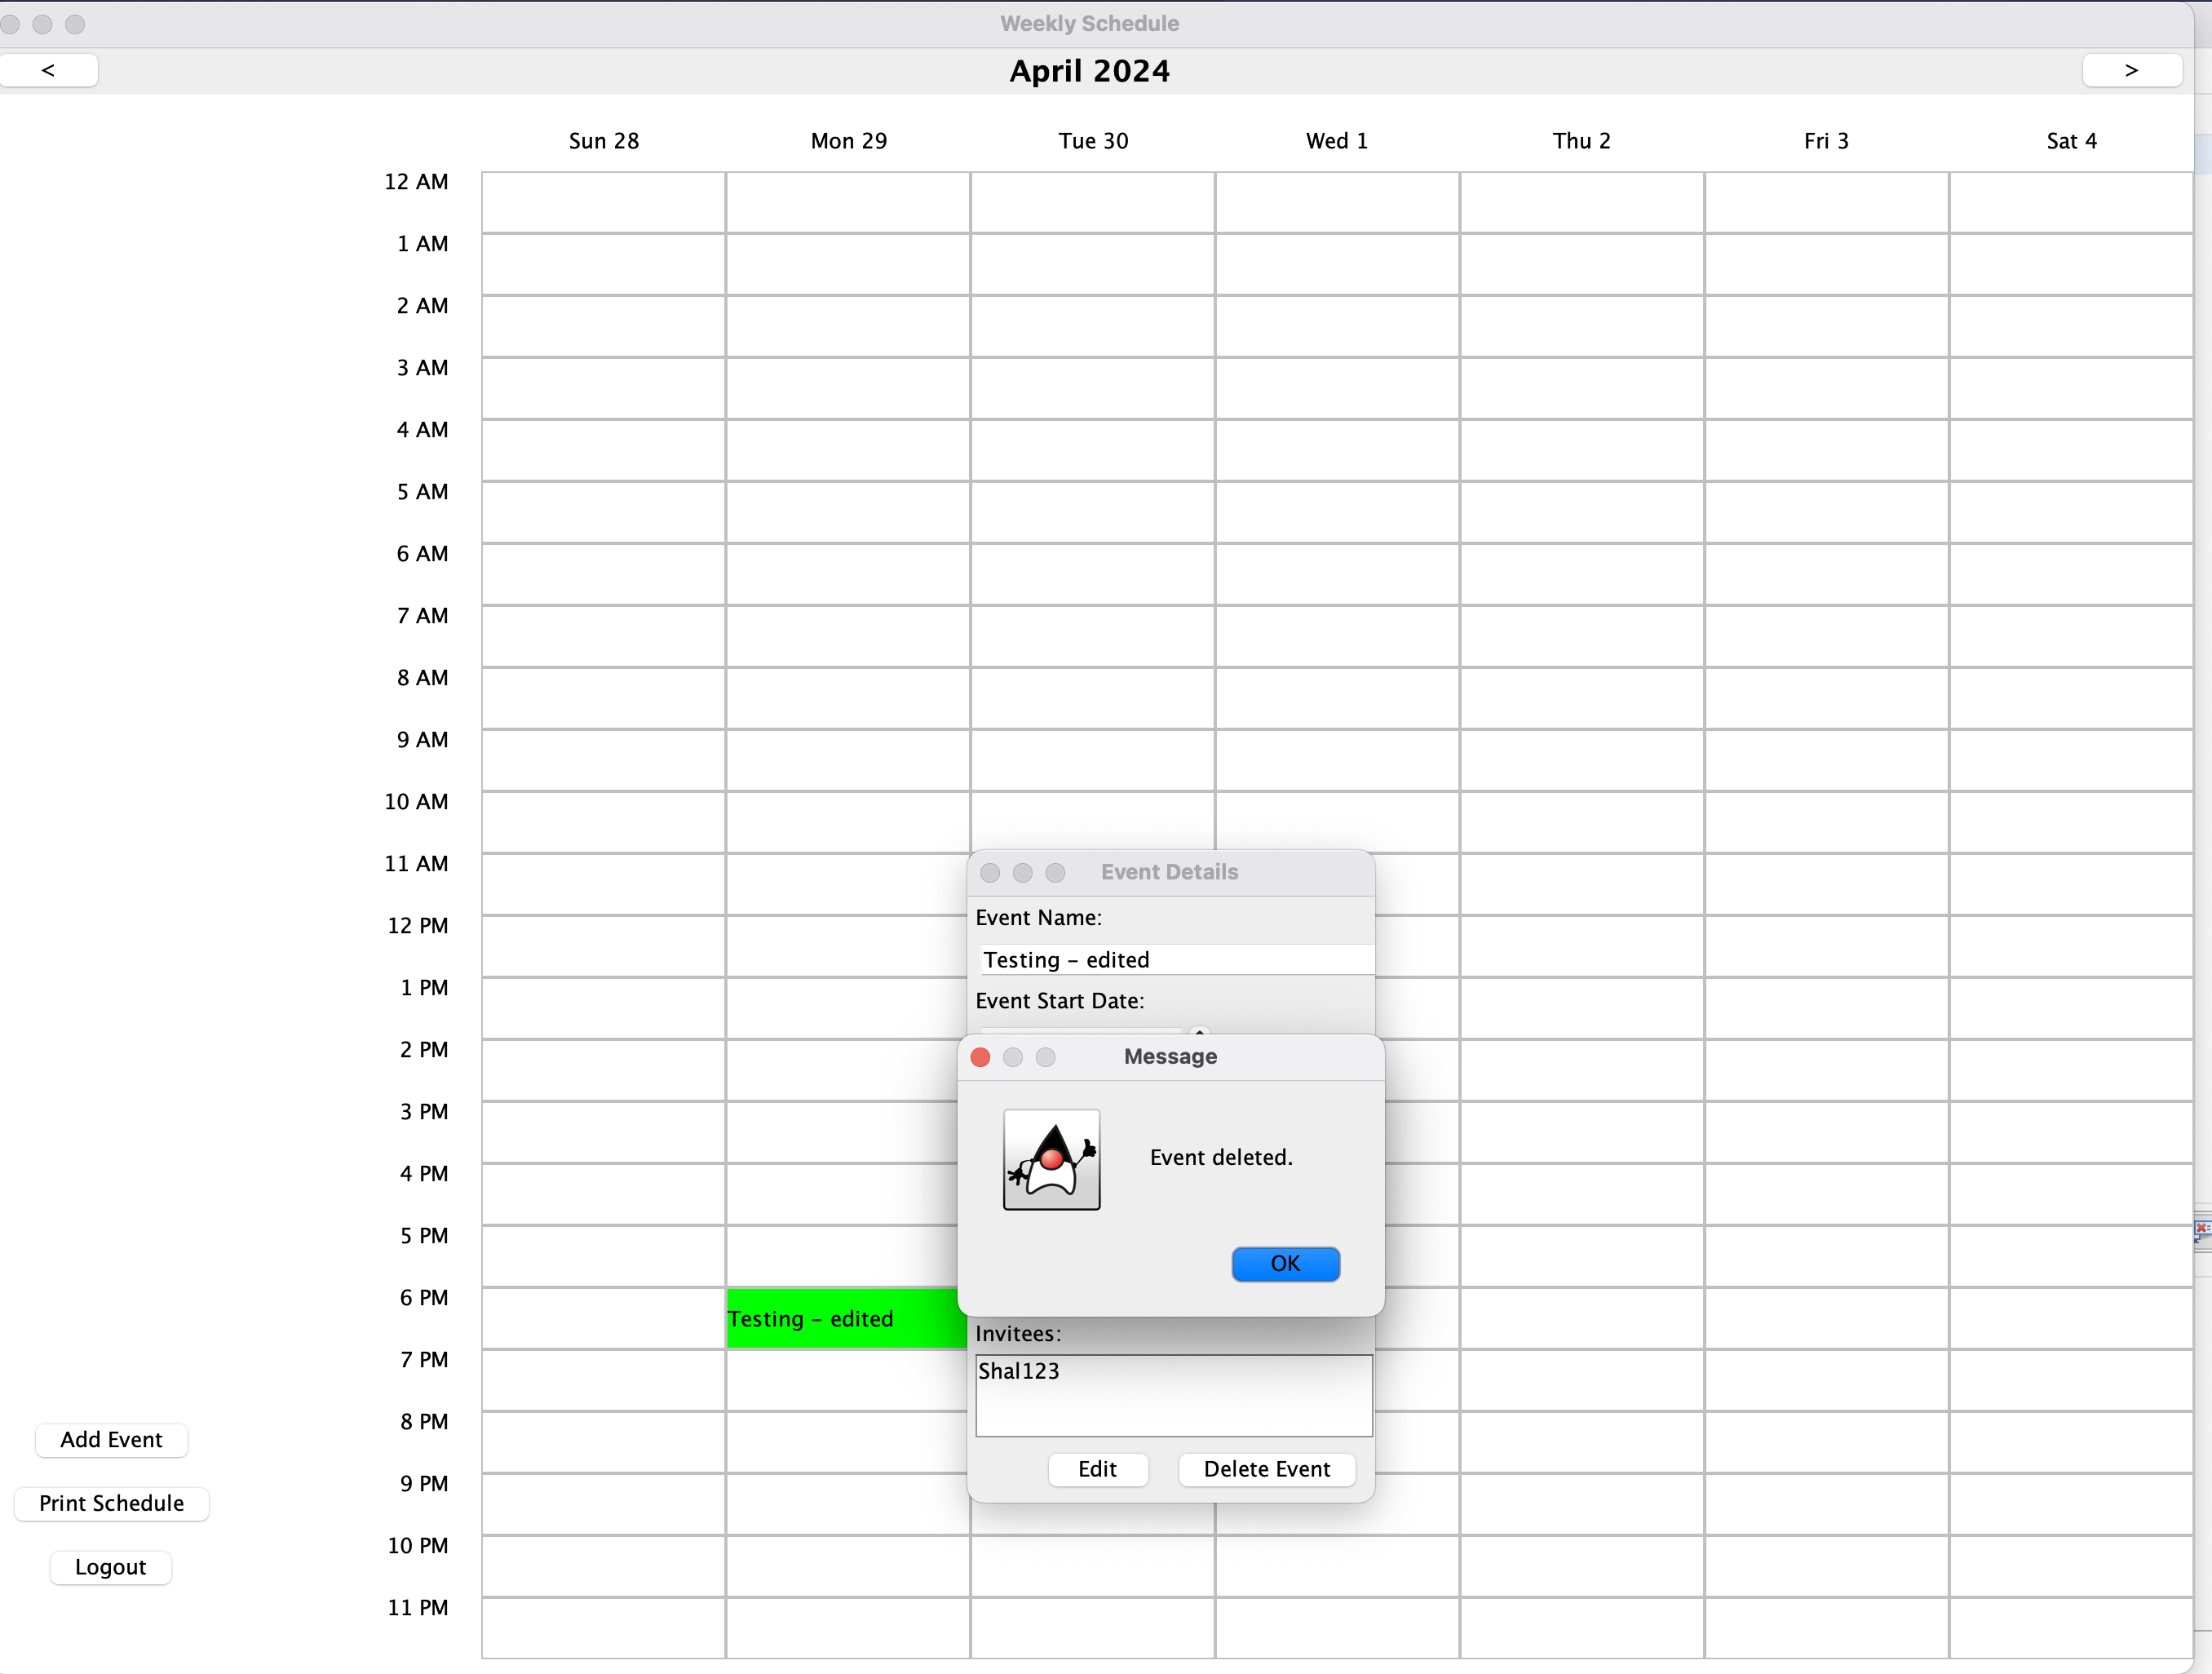 Weekly Schedule
<
April 2024
>
Sun 28 Mon 29 Tue 30 Wed 1 Thu 2 Fri 3 Sat 4
12 AM
1 AM
2 AM
3 AM
4 AM
5 AM
6 AM
7 AM
8 AM
9 AM
10 AM
11 AM
12 PM
1 PM
2 PM
3 PM
4 PM
5 PM
6 PM
Testing – edited
7 PM
8 PM
9 PM
10 PM
11 PM
Event Details
Event Name:
Testing – edited
Event Start Date:
Message
Event deleted.
OK
Invitees:
Shal123
Edit Delete Event
Add Event
Print Schedule
Logout